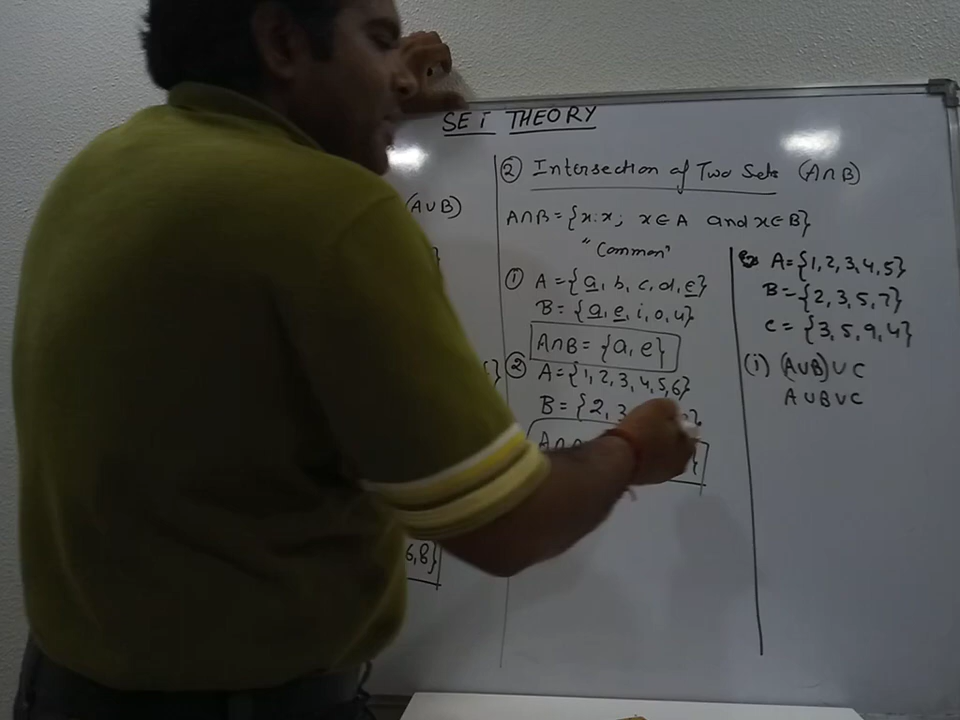 SET THEORY
(A∪B)
}
6,8}
② Intersection of Two Sets (A∩B)
A∩B = {x:x; x∈A and x∈B}
"Common"
① A = {a, b, c, d, e}
B = {a, e, i, o, u}
A∩B = {a, e}
② A = {1, 2, 3, 4, 5, 6}
B = {2, 3
A∩
A = {1, 2, 3, 4, 5}
B = {2, 3, 5, 7}
C = {3, 5, 9, 4}
(i) (A∪B)∪C
A∪B∪C